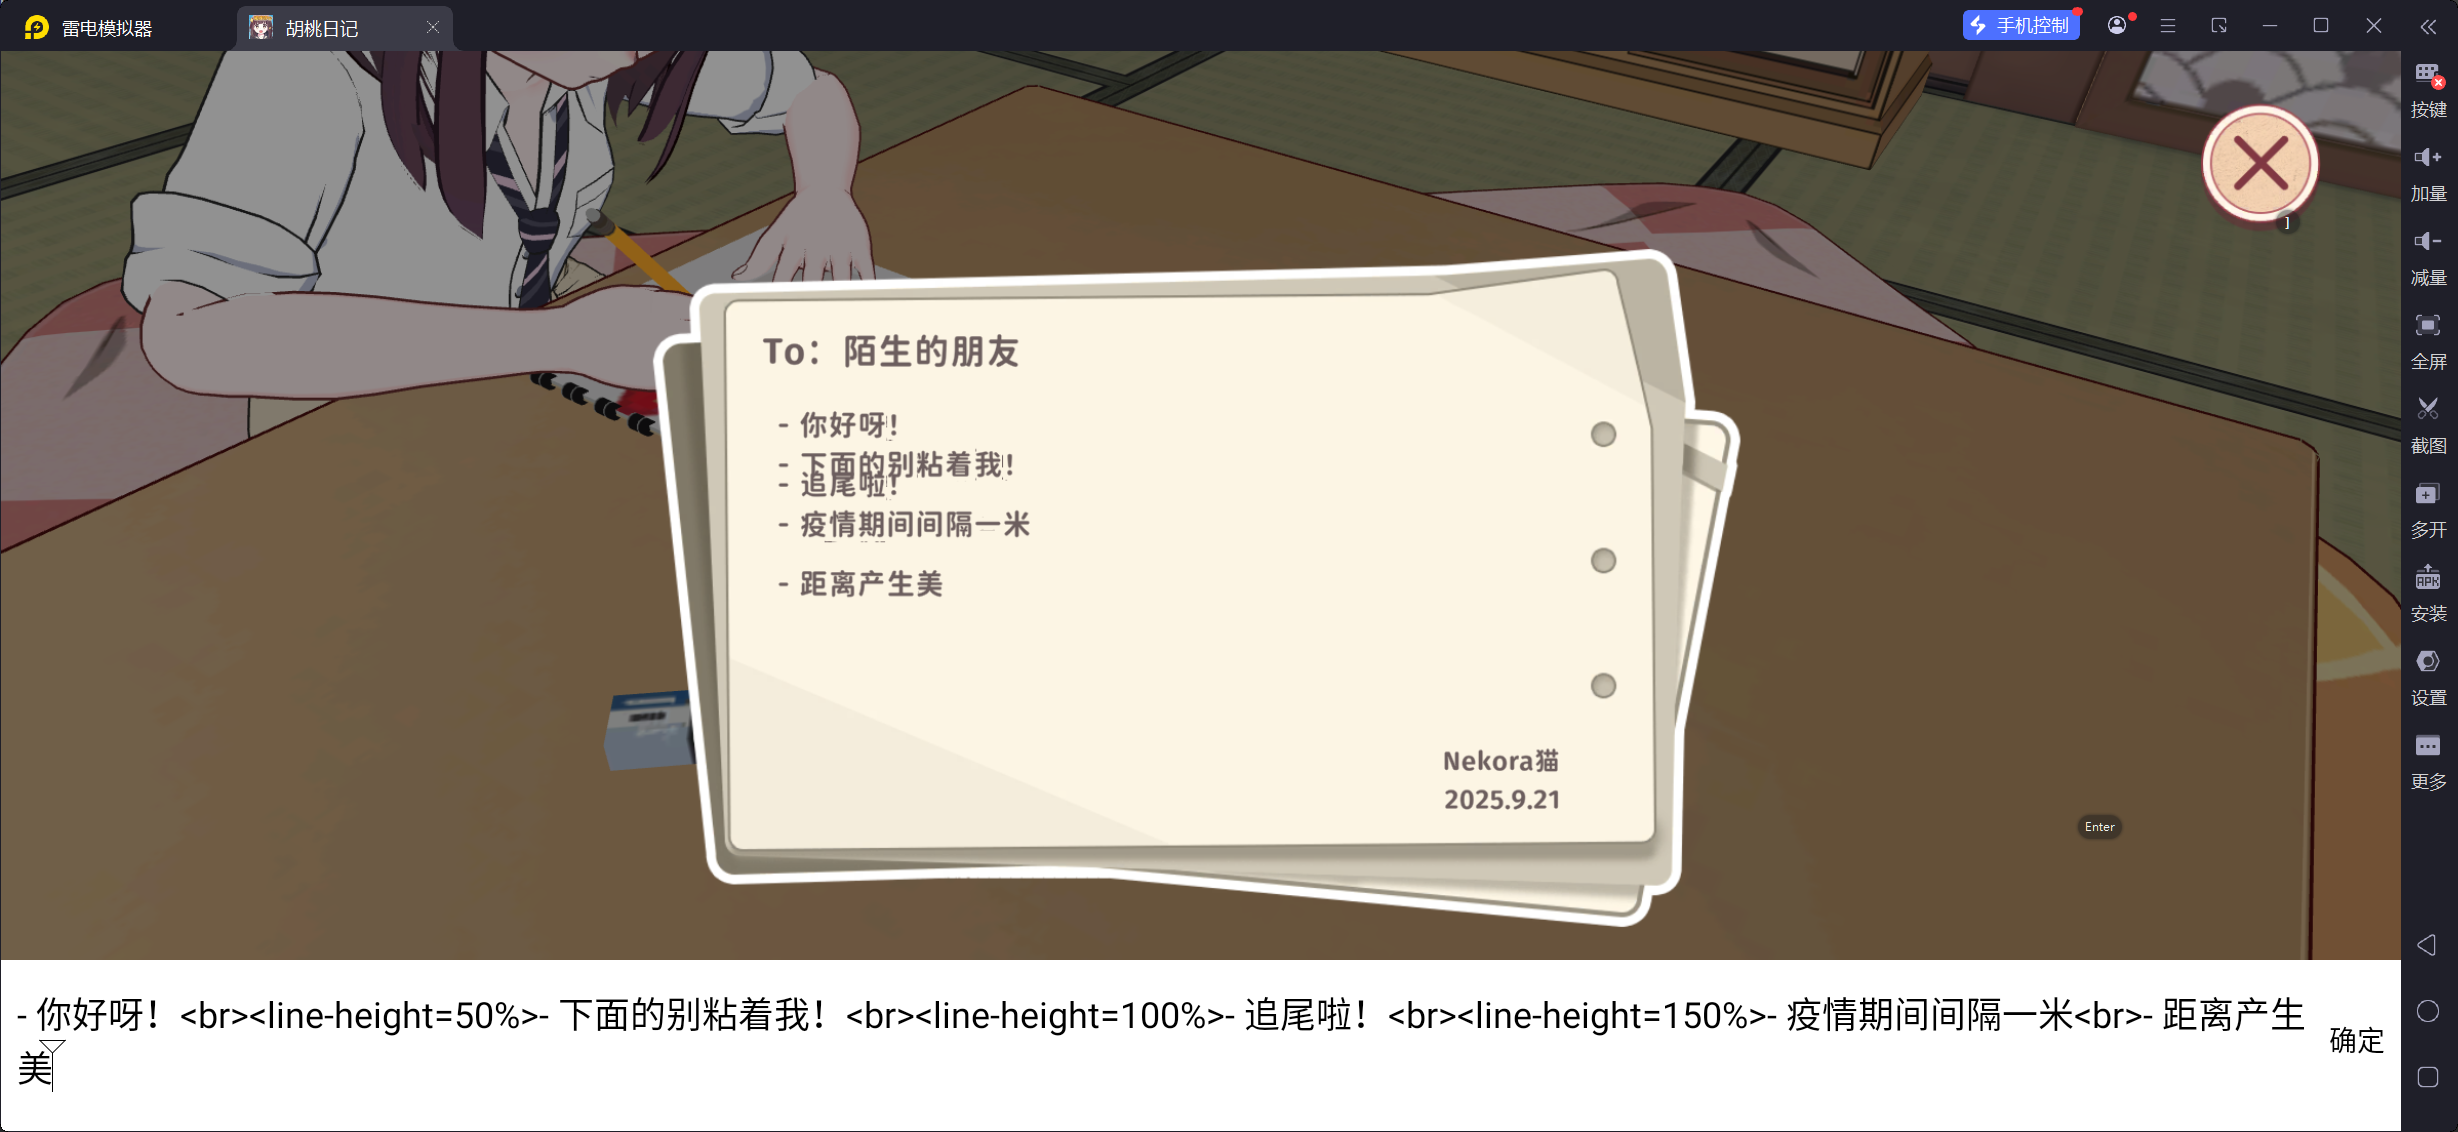 雷电模拟器
胡桃日记
手机控制
按键
加量
减量
全屏
截图
多开
APK
安装
设置
更多
]
To：陌生的朋友
- 你好呀！
- 下面的别粘着我！
- 追尾啦！
- 疫情期间间隔一米
- 距离产生美
Nekora猫
2025.9.21
Enter
- 你好呀！<br><line-height=50%>- 下面的别粘着我！<br><line-height=100%>- 追尾啦！<br><line-height=150%>- 疫情期间间隔一米<br>- 距离产生
美
确定